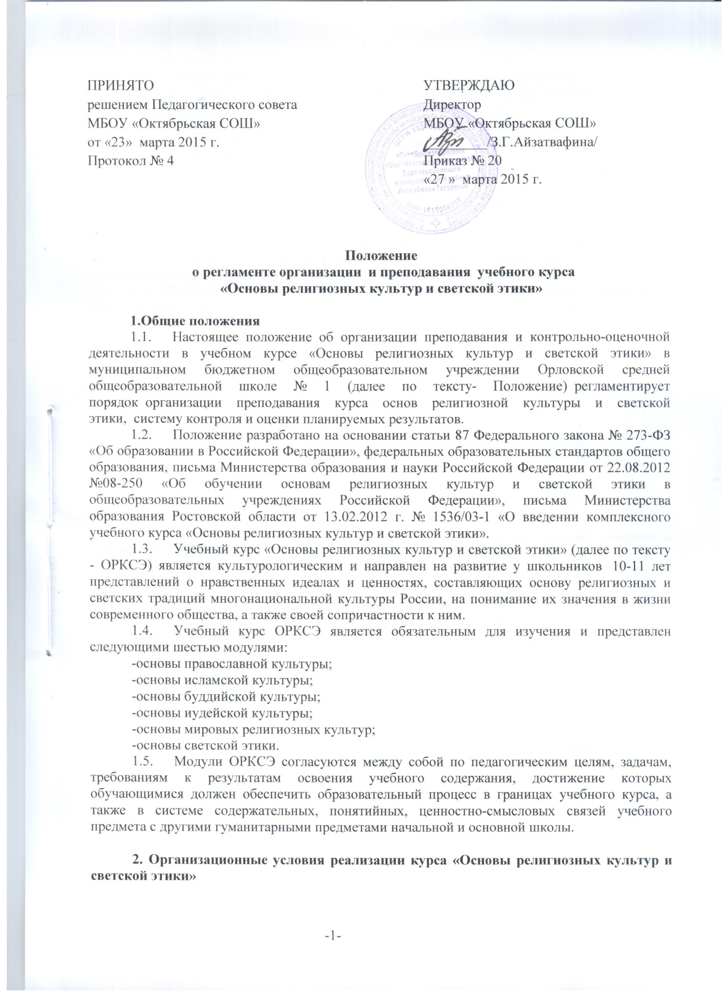 ПРИНЯТО
решением Педагогического совета
МБОУ «Октябрьская СОШ»
от «23»  марта 2015 г.
Протокол № 4
УТВЕРЖДАЮ
Директор
МБОУ «Октябрьская СОШ»
/З.Г.Айзатвафина/
Приказ № 20
«27 »  марта 2015 г.
«Октябрьская средняя
общеобразовательная школа
Верхнеуслонского
муниципального района
Республики Татарстан
ИНН 1615004259
Положение
о регламенте организации  и преподавания  учебного курса
«Основы религиозных культур и светской этики»
1.Общие положения
1.1. Настоящее положение об организации преподавания и контрольно-оценочной
деятельности в учебном курсе «Основы религиозных культур и светской этики» в
муниципальном бюджетном общеобразовательном учреждении Орловской средней
общеобразовательной школе № 1 (далее по тексту- Положение) регламентирует
порядок организации преподавания курса основ религиозной культуры и светской
этики,  систему контроля и оценки планируемых результатов.
1.2. Положение разработано на основании статьи 87 Федерального закона № 273-ФЗ
«Об образовании в Российской Федерации», федеральных образовательных стандартов общего
образования, письма Министерства образования и науки Российской Федерации от 22.08.2012
№08-250 «Об обучении основам религиозных культур и светской этики в
общеобразовательных учреждениях Российской Федерации», письма Министерства
образования Ростовской области от 13.02.2012 г. № 1536/03-1 «О введении комплексного
учебного курса «Основы религиозных культур и светской этики».
1.3. Учебный курс «Основы религиозных культур и светской этики» (далее по тексту
- ОРКСЭ) является культурологическим и направлен на развитие у школьников  10-11 лет
представлений о нравственных идеалах и ценностях, составляющих основу религиозных и
светских традиций многонациональной культуры России, на понимание их значения в жизни
современного общества, а также своей сопричастности к ним.
1.4. Учебный курс ОРКСЭ является обязательным для изучения и представлен
следующими шестью модулями:
-основы православной культуры;
-основы исламской культуры;
-основы буддийской культуры;
-основы иудейской культуры;
-основы мировых религиозных культур;
-основы светской этики.
1.5. Модули ОРКСЭ согласуются между собой по педагогическим целям, задачам,
требованиям к результатам освоения учебного содержания, достижение которых
обучающимися должен обеспечить образовательный процесс в границах учебного курса, а
также в системе содержательных, понятийных, ценностно-смысловых связей учебного
предмета с другими гуманитарными предметами начальной и основной школы.
2. Организационные условия реализации курса «Основы религиозных культур и
светской этики»
-1-